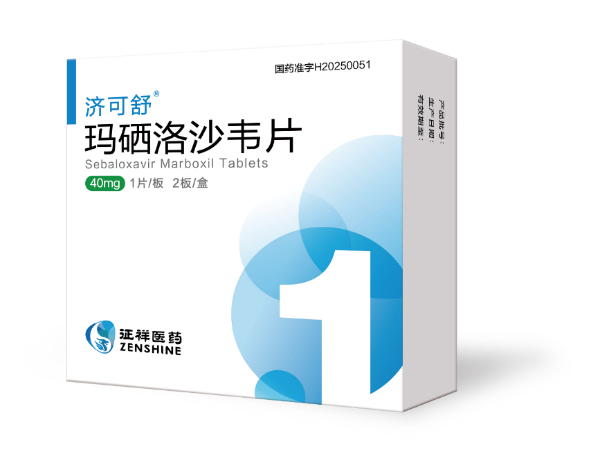 国药准字H20250051
济可舒®
玛硒洛沙韦片
Sebaloxavir Marboxil Tablets
40mg 1片/板 2板/盒
1
证祥医药
ZENSHINE
产品批号:
生产日期:
有效期至: